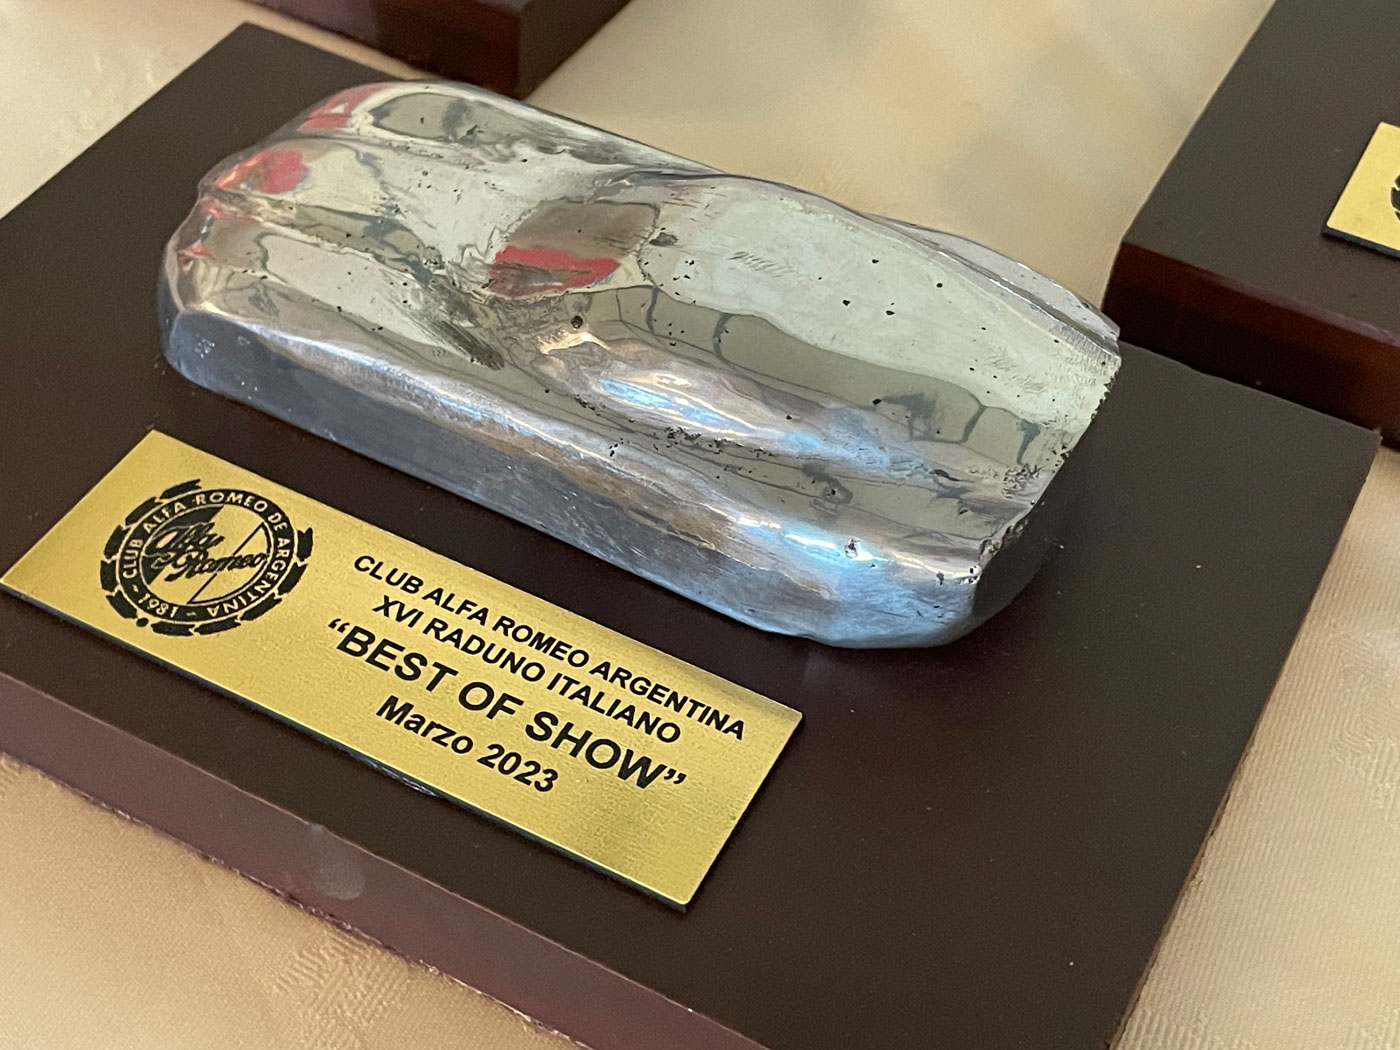 CLUB ALFA ROMEO DE ARGENTINA - 1861 -
Alfa
Romeo
CLUB ALFA ROMEO ARGENTINA
XVI RADUNO ITALIANO
“BEST OF SHOW”
Marzo 2023